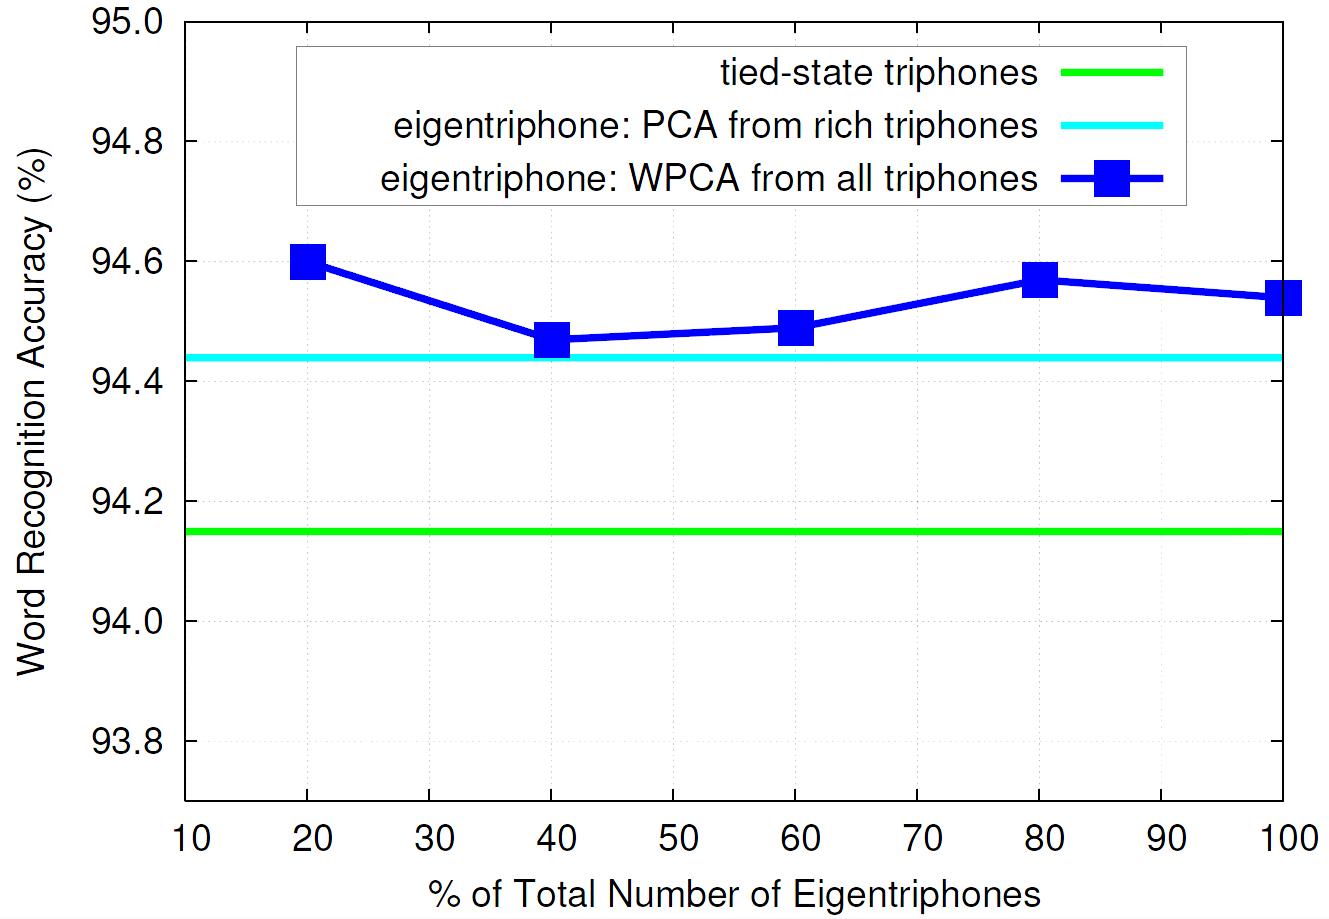 95.0
94.8
94.6
94.4
94.2
94.0
93.8
Word Recognition Accuracy (%)
tied-state triphones
eigentriphone: PCA from rich triphones
eigentriphone: WPCA from all triphones
10 20 30 40 50 60 70 80 90 100
% of Total Number of Eigentriphones